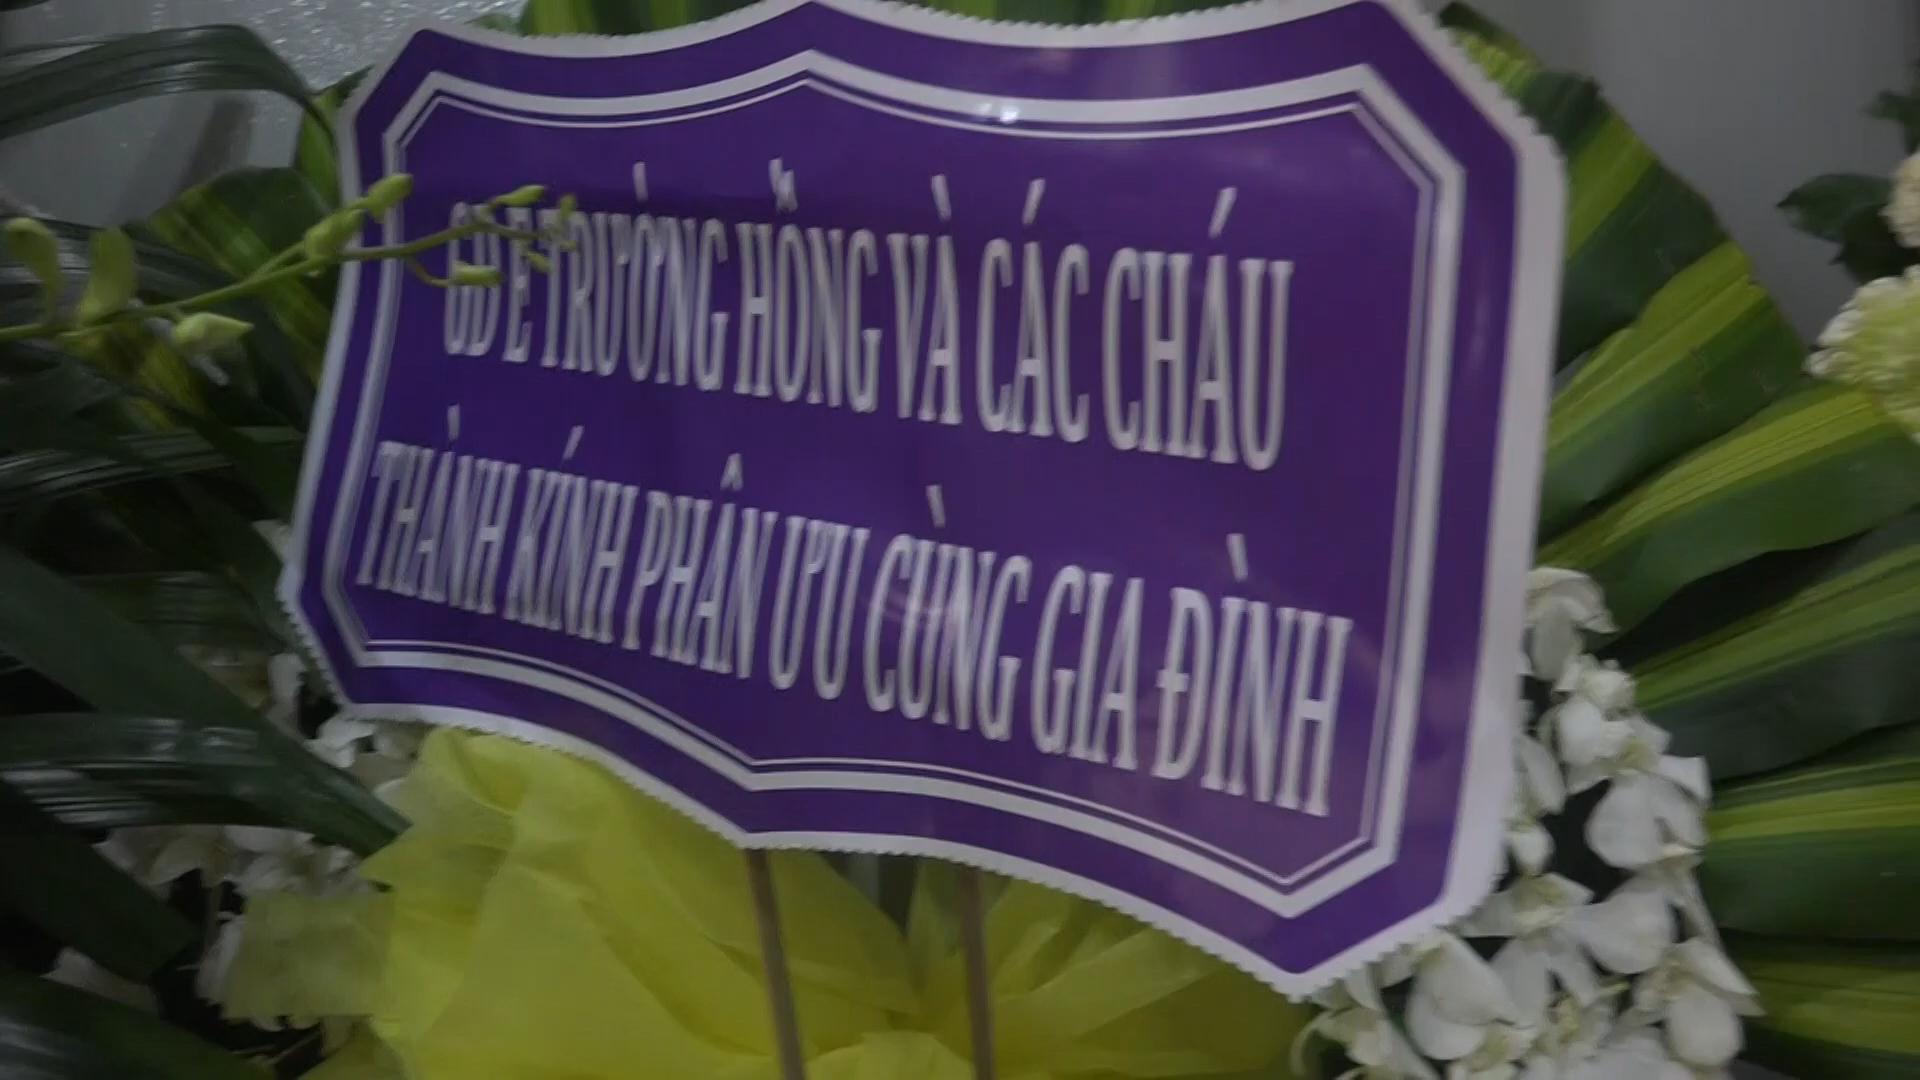 GĐ E TRƯỜNG HỒNG VÀ CÁC CHÁU
THÀNH KÍNH PHÂN ƯU CÙNG GIA ĐÌNH